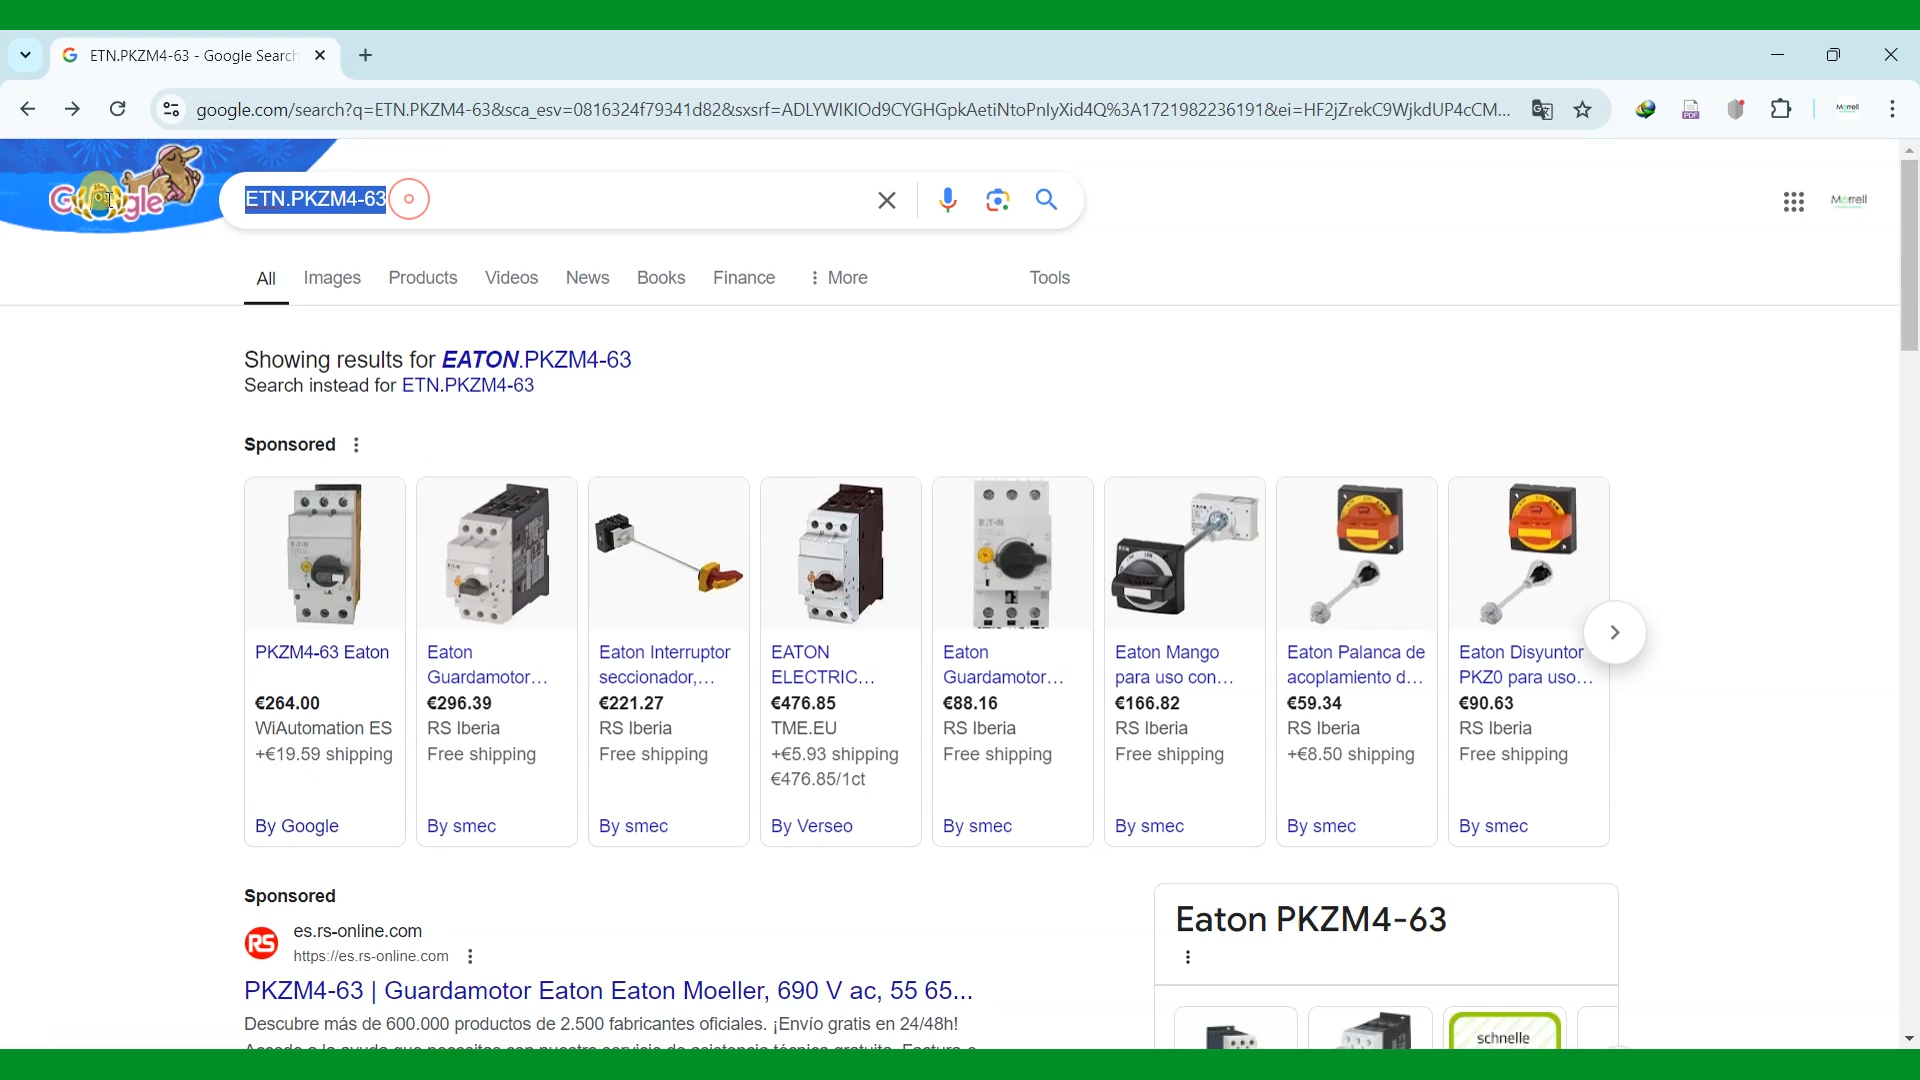 ETN.PKZM4-63 - Google Search
google.com/search?q=ETN.PKZM4-63&sca_esv=0816324f79341d82&sxsrf=ADLYWIKIOd9CYGHGpkAetiNtoPnlyXid4Q%3A1721982236191&ei=HF2jZrekC9WjkdUP4cCM...
Morrell
Google
ETN.PKZM4-63
Morrell
All Images Products Videos News Books Finance More Tools
Showing results for EATON.PKZM4-63
Search instead for ETN.PKZM4-63
Sponsored
PKZM4-63 Eaton
€264.00
WiAutomation ES
+€19.59 shipping
By Google
Eaton
Guardamotor...
€296.39
RS Iberia
Free shipping
By smec
Eaton Interruptor
seccionador,...
€221.27
RS Iberia
Free shipping
By smec
EATON
ELECTRIC...
€476.85
TME.EU
+€5.93 shipping
€476.85/1ct
By Verseo
Eaton
Guardamotor...
€88.16
RS Iberia
Free shipping
By smec
Eaton Mango
para uso con...
€166.82
RS Iberia
Free shipping
By smec
Eaton Palanca de
acoplamiento d...
€59.34
RS Iberia
+€8.50 shipping
By smec
Eaton Disyuntor
PKZ0 para uso...
€90.63
RS Iberia
Free shipping
By smec
Sponsored
RS
es.rs-online.com
https://es.rs-online.com
PKZM4-63 | Guardamotor Eaton Eaton Moeller, 690 V ac, 55 65...
Descubre más de 600.000 productos de 2.500 fabricantes oficiales. ¡Envío gratis en 24/48h!
Eaton PKZM4-63
schnelle